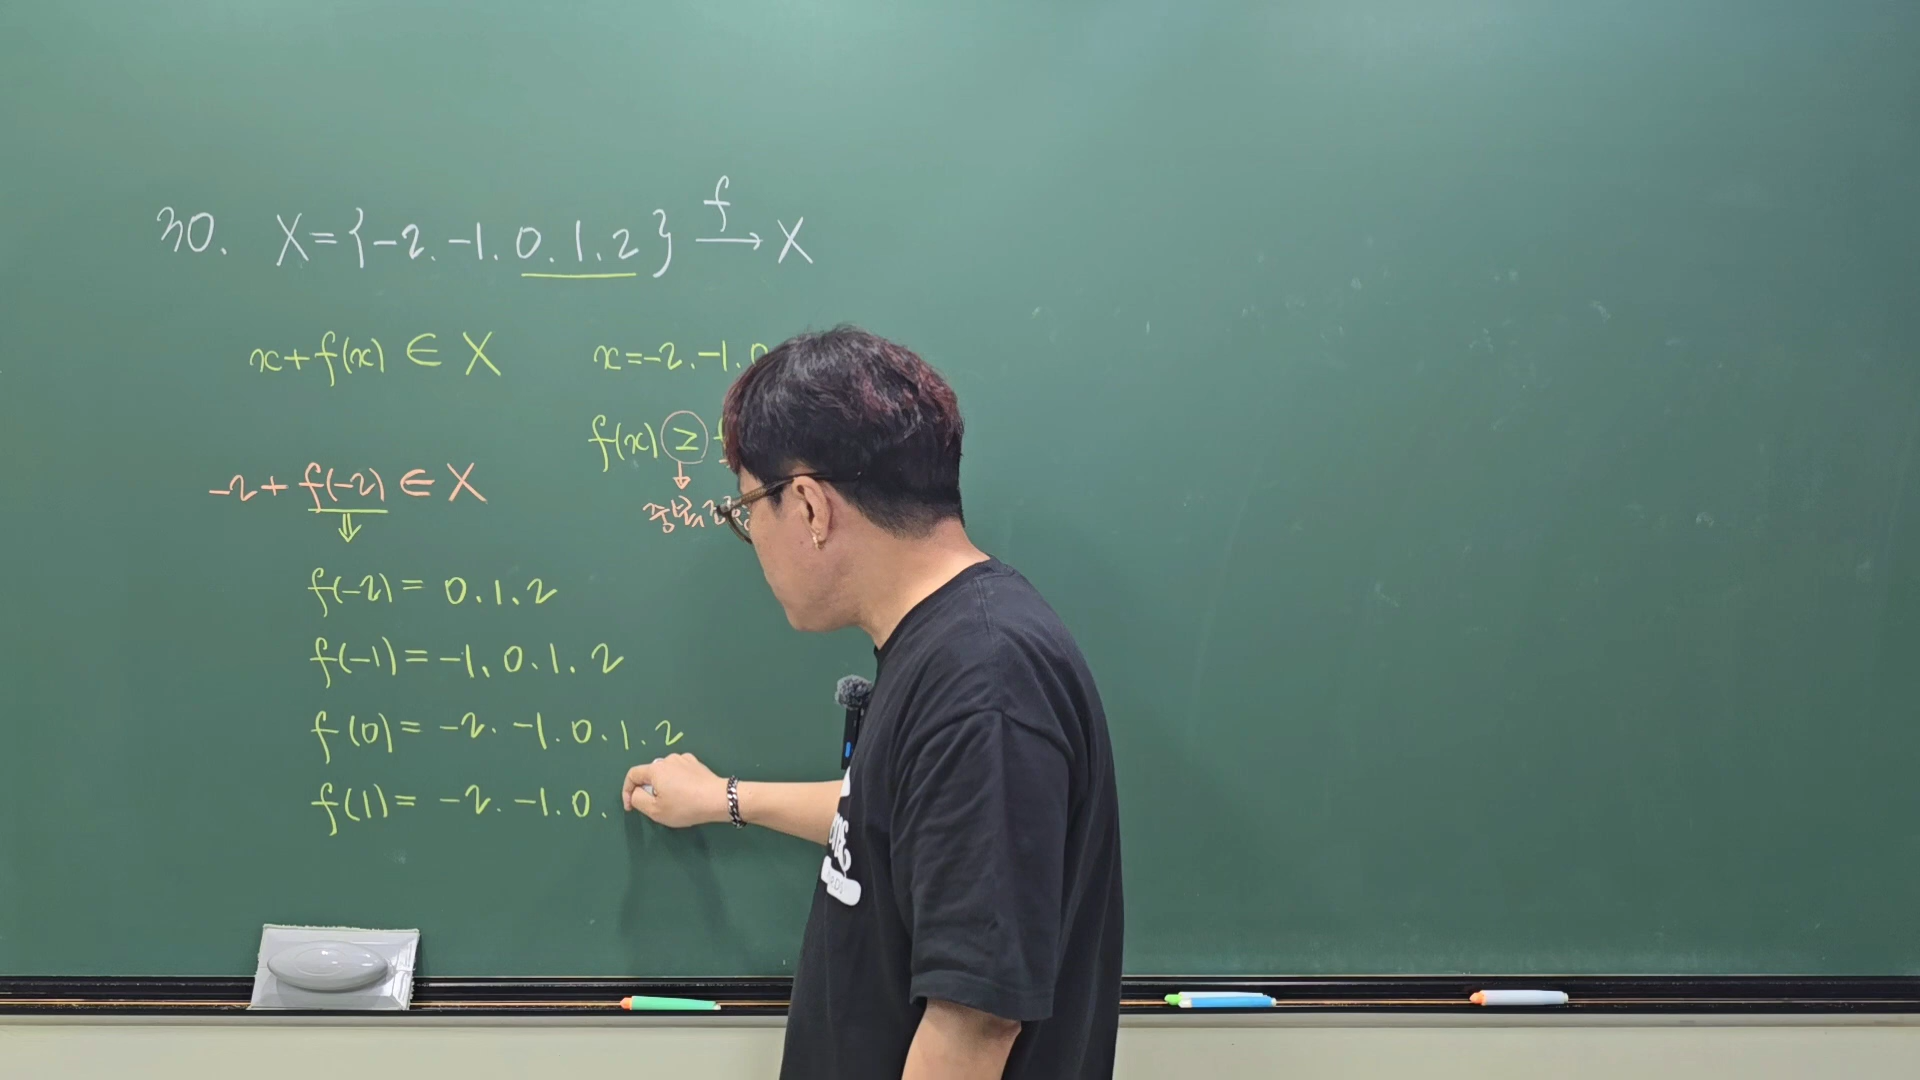 30. X={-2. -1. 0. 1. 2} f→ X
x+f(x) ∈ X
x=-2. -1. 0
f(x) ≥ f
-2+f(-2) ∈ X
↓
⇓
f(-2)= 0. 1. 2
f(-1)= -1. 0. 1. 2
f(0)= -2. -1. 0. 1. 2
f(1)= -2. -1. 0.